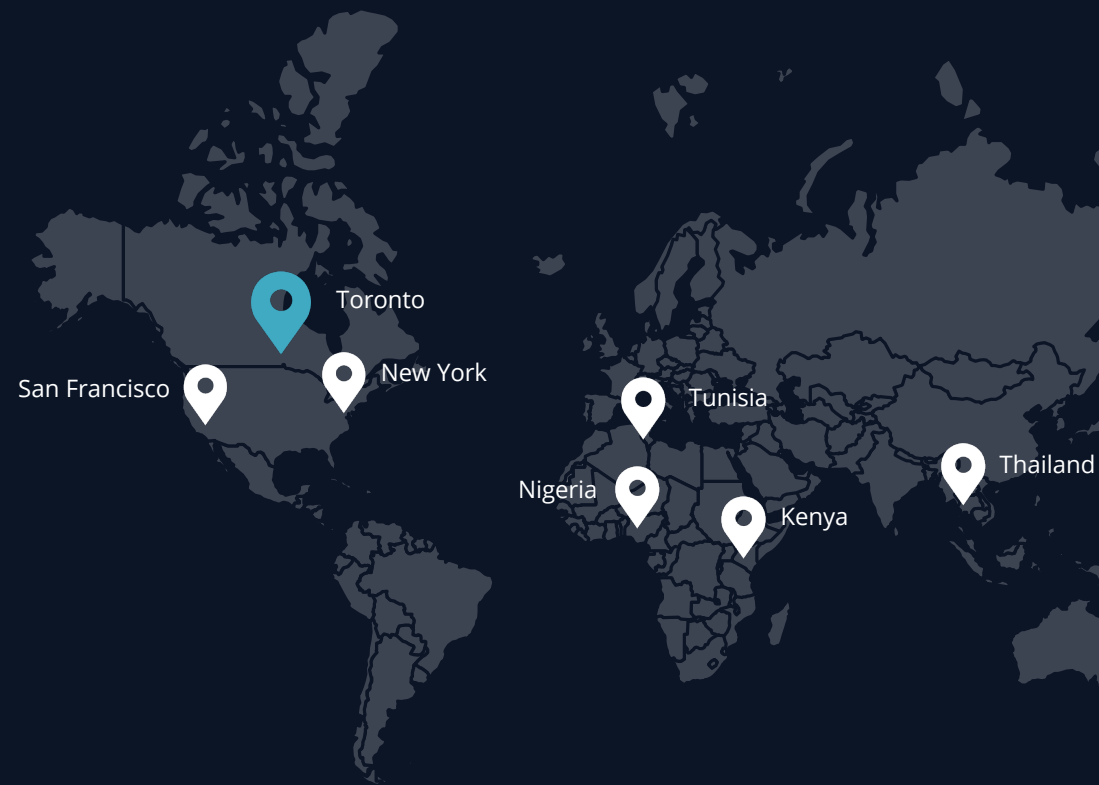 Toronto
New York
San Francisco
Tunisia
Thailand
Nigeria
Kenya